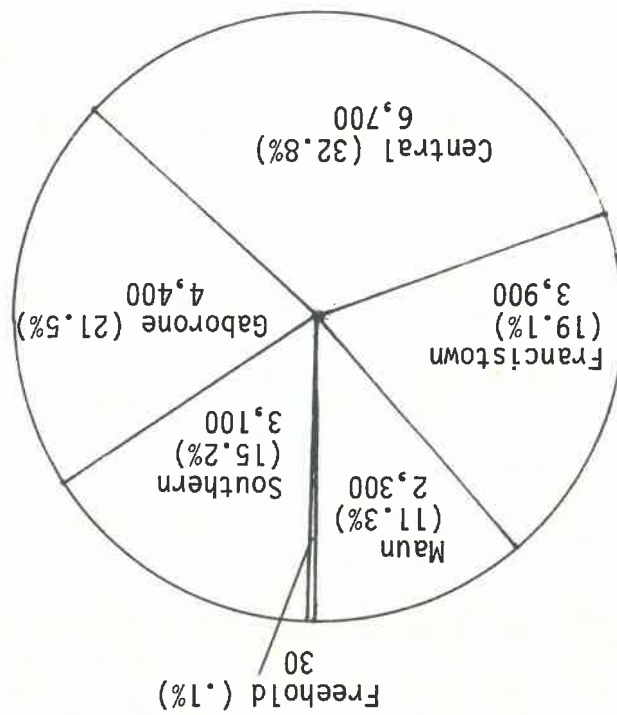 Freehold (.1%)
30
Maun
(11.3%)
2,300
Southern
(15.2%)
3,100
Francistown
(19.1%)
3,900
Gaborone (21.5%)
4,400
Central (32.8%)
6,700